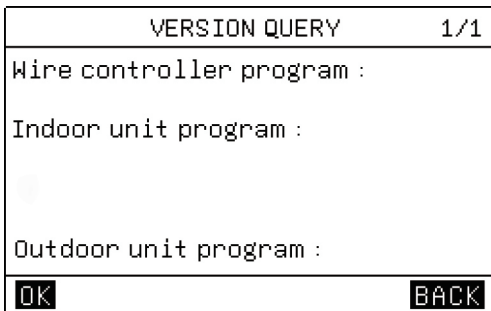 VERSION QUERY 1/1
Wire controller program :
Indoor unit program :
Outdoor unit program :
OK BACK